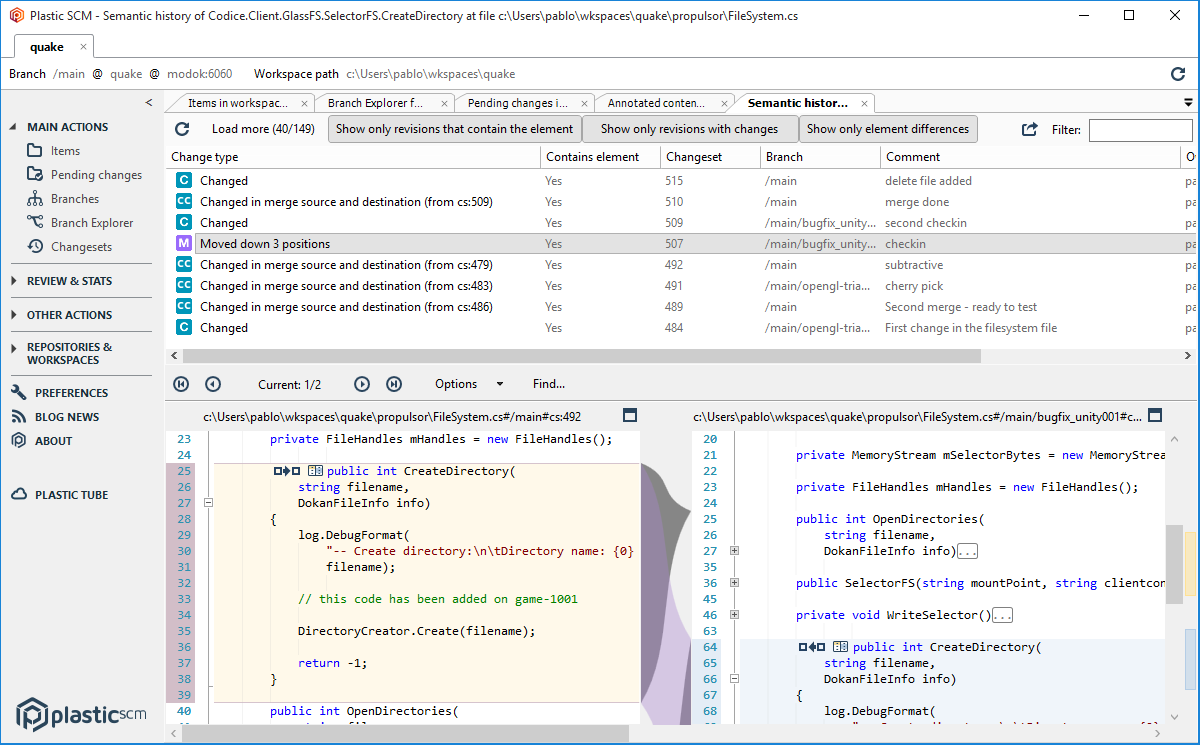 Plastic SCM - Semantic history of Codice.Client.GlassFS.SelectorFS.CreateDirectory at file c:\Users\pablo\wkspaces\quake\propulsor\FileSystem.cs
quake
Branch /main @ quake @ modok:6060 Workspace path c:\Users\pablo\wkspaces\quake
MAIN ACTIONS
Items
Pending changes
Branches
Branch Explorer
Changesets
REVIEW & STATS
OTHER ACTIONS
REPOSITORIES &
WORKSPACES
PREFERENCES
BLOG NEWS
ABOUT
PLASTIC TUBE
plasticscm
Items in workspac... Branch Explorer f... Pending changes i... Annotated conten... Semantic histor...
Load more (40/149) Show only revisions that contain the element Show only revisions with changes Show only element differences Filter:
Change type Contains element Changeset Branch Comment O
C Changed Yes 515 /main delete file added pa
CC Changed in merge source and destination (from cs:509) Yes 510 /main merge done pa
C Changed Yes 509 /main/bugfix_unity... second checkin pa
M Moved down 3 positions Yes 507 /main/bugfix_unity... checkin pa
CC Changed in merge source and destination (from cs:479) Yes 492 /main subtractive pa
CC Changed in merge source and destination (from cs:483) Yes 491 /main/opengl-tria... cherry pick pa
CC Changed in merge source and destination (from cs:486) Yes 489 /main Second merge - ready to test pa
C Changed Yes 484 /main/opengl-tria... First change in the filesystem file pa
Current: 1/2 Options Find...
c:\Users\pablo\wkspaces\quake\propulsor\FileSystem.cs#/main#cs:492
23 private FileHandles mHandles = new FileHandles();
24
25 public int CreateDirectory(
26 string filename,
27 DokanFileInfo info)
28 {
29 log.DebugFormat(
30 "-- Create directory:\n\tDirectory name: {0}
31 filename);
32
33 // this code has been added on game-1001
34
35 DirectoryCreator.Create(filename);
36
37 return -1;
38 }
39
40 public int OpenDirectories(
c:\Users\pablo\wkspaces\quake\propulsor\FileSystem.cs#/main/bugfix_unity001#c...
20
21 private MemoryStream mSelectorBytes = new MemoryStrea
22
23 private FileHandles mHandles = new FileHandles();
24
25 public int OpenDirectories(
26 string filename,
27 DokanFileInfo info)...
35
36 public SelectorFS(string mountPoint, string clientcon
45
46 private void WriteSelector()...
63
64 public int CreateDirectory(
65 string filename,
66 DokanFileInfo info)
67 {
68 log.DebugFormat(